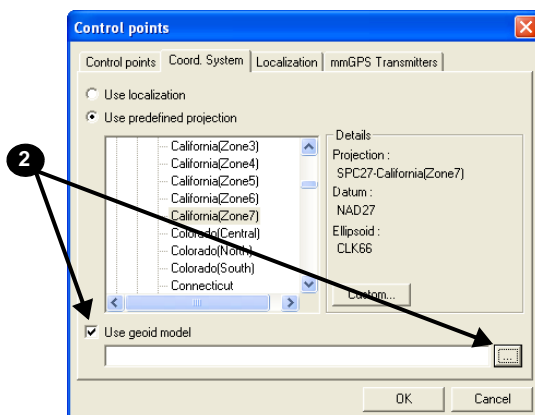 Control points
Control points Coord. System Localization mmGPS Transmitters
Use localization
Use predefined projection
California(Zone3)
California(Zone4)
California(Zone5)
California(Zone6)
California(Zone7)
Colorado(Central)
Colorado(North)
Colorado(South)
Connecticut
Details
Projection :
SPC27-California(Zone7)
Datum :
NAD27
Ellipsoid :
CLK66
Custom...
2
Use geoid model
...
OK Cancel